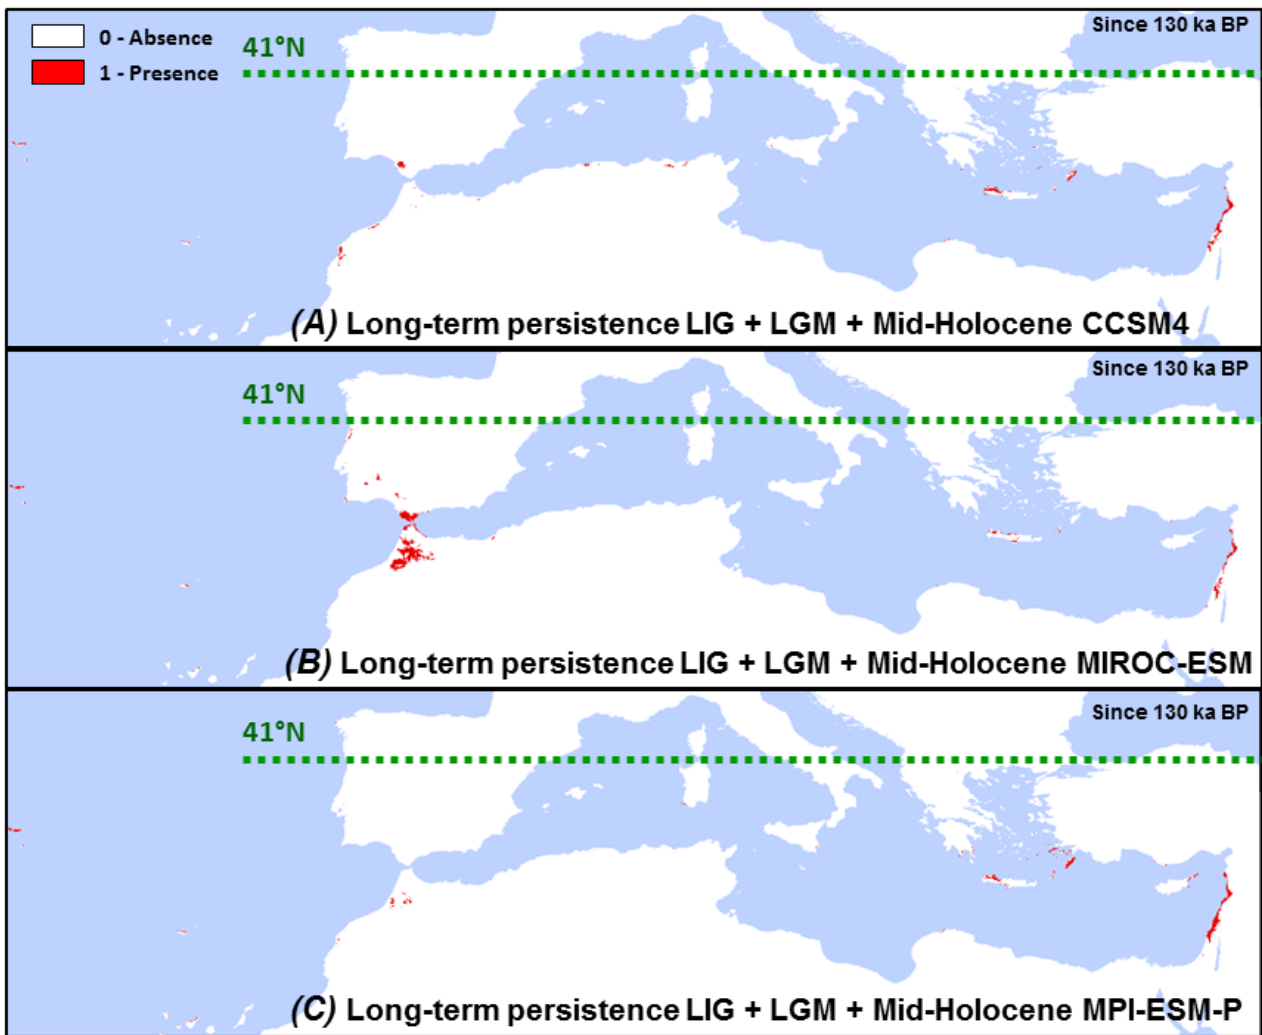 0 - Absence
1 - Presence
41°N
Since 130 ka BP
(A) Long-term persistence LIG + LGM + Mid-Holocene CCSM4
41°N
Since 130 ka BP
(B) Long-term persistence LIG + LGM + Mid-Holocene MIROC-ESM
41°N
Since 130 ka BP
(C) Long-term persistence LIG + LGM + Mid-Holocene MPI-ESM-P